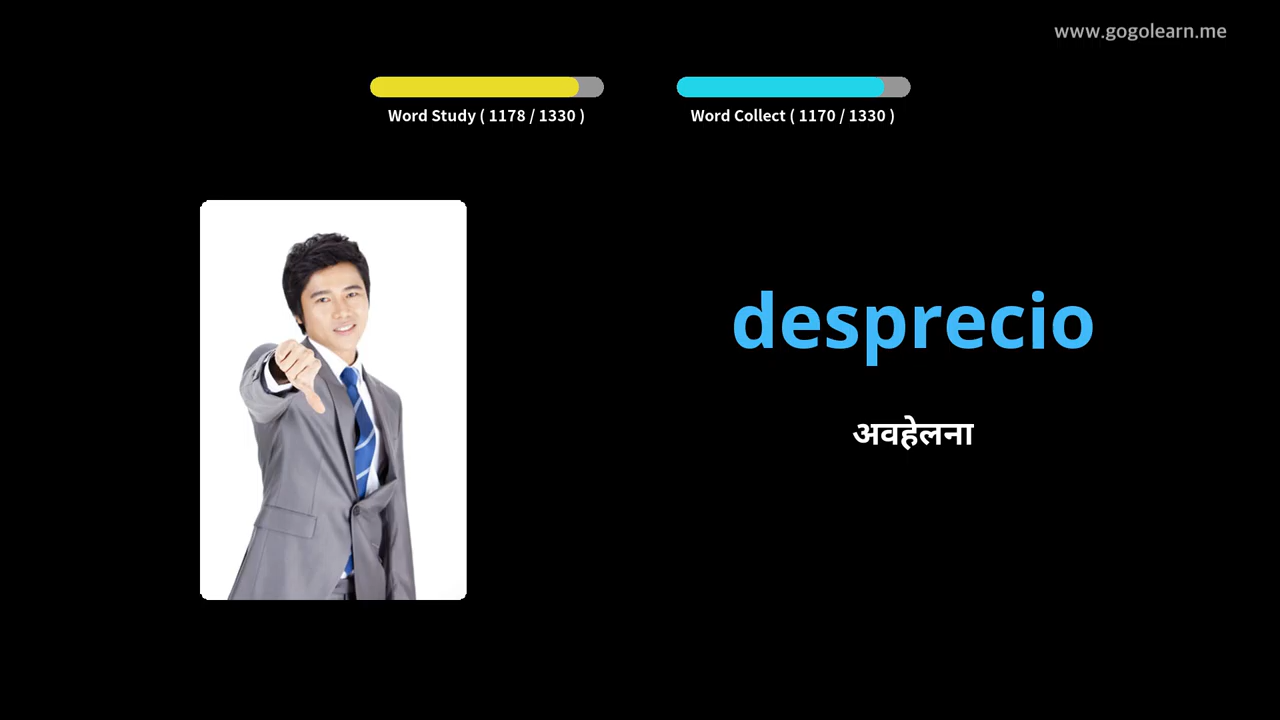 www.gogolearn.me
Word Study ( 1178 / 1330 )
Word Collect ( 1170 / 1330 )
desprecio
अवहेलना